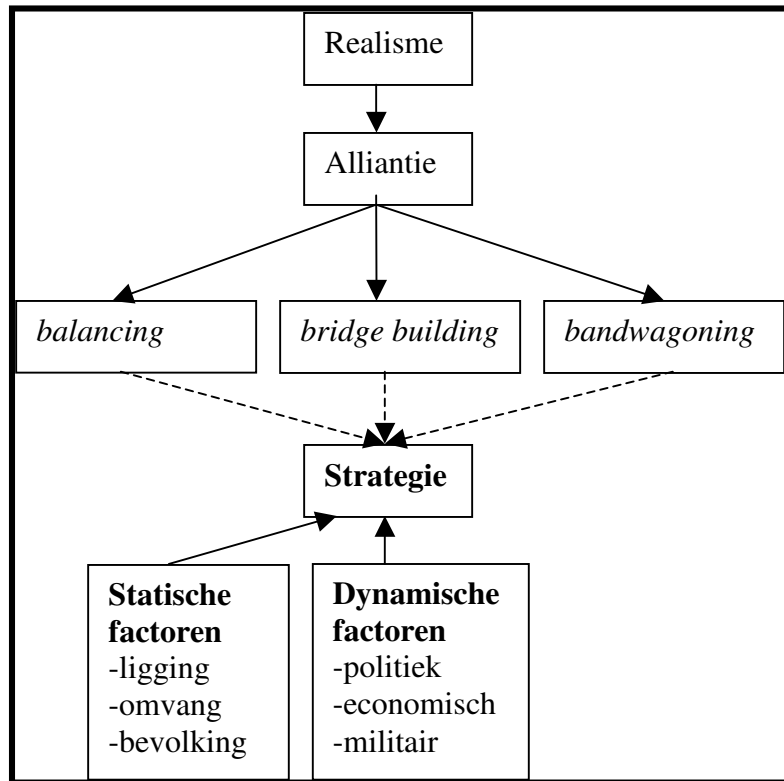 Realisme
Alliantie
balancing
bridge building
bandwagoning
Strategie
Statische
factoren
-ligging
-omvang
-bevolking
Dynamische
factoren
-politiek
-economisch
-militair